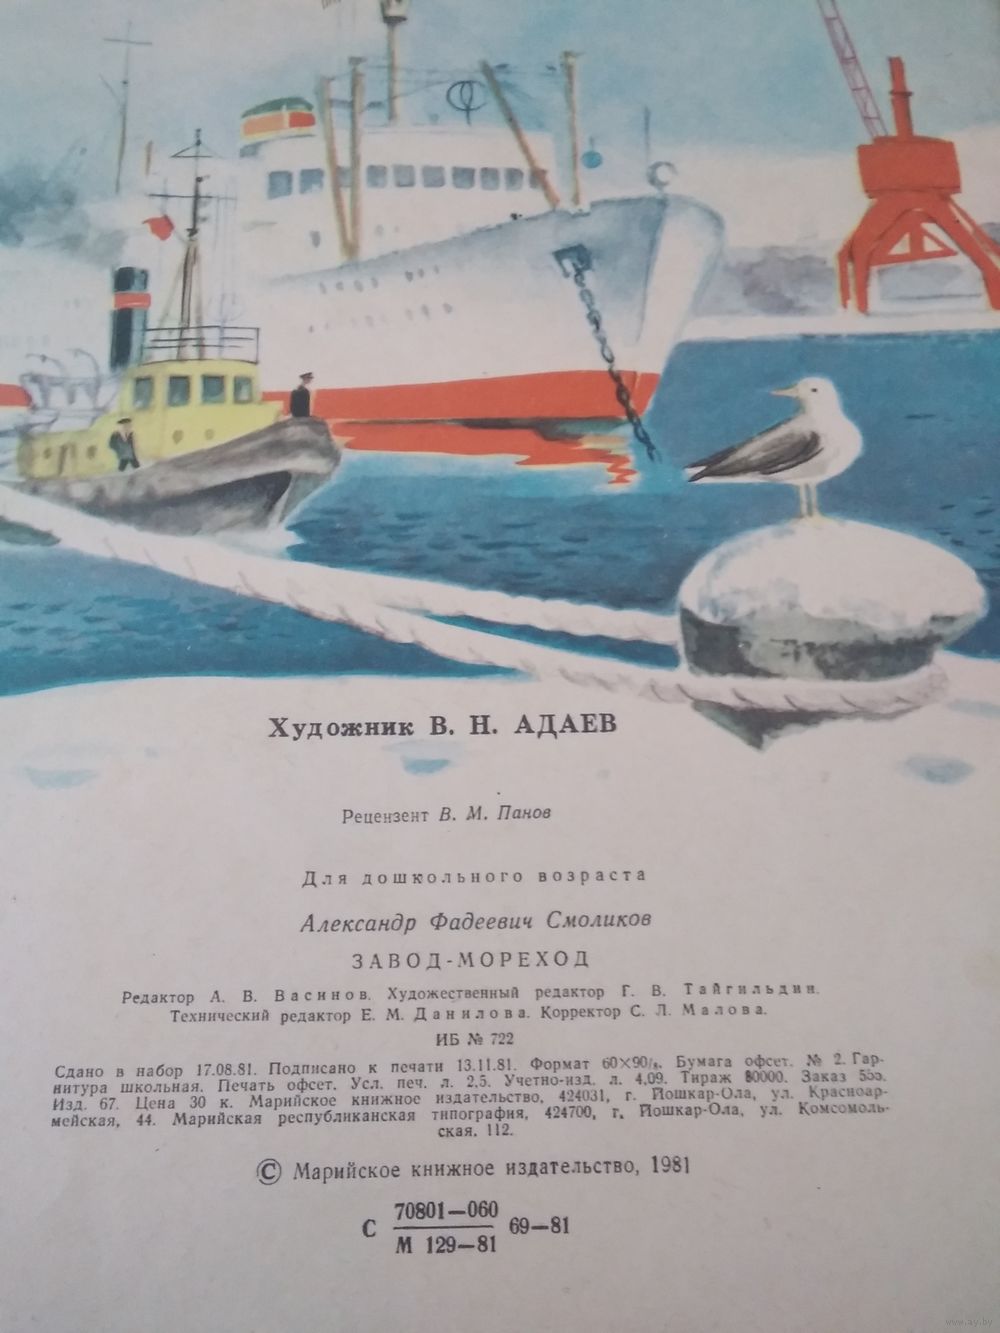 Художник В. Н. АДАЕВ
Рецензент В. М. Панов
Для дошкольного возраста
Александр Фадеевич Смоликов
ЗАВОД-МОРЕХОД
Редактор А. В. Васинов. Художественный редактор Г. В. Тайгильдин.
Технический редактор Е. М. Данилова. Корректор С. Л. Малова.
ИБ № 722
Сдано в набор 17.08.81. Подписано к печати 13.11.81. Формат 60×90/8. Бумага офсет. № 2. Гар-
нитура школьная. Печать офсет. Усл. печ. л. 2,5. Учетно-изд. л. 4,09. Тираж 80000. Заказ
Изд. 67. Цена 30 к. Марийское книжное издательство, 424031, г. Йошкар-Ола, ул. Красноар-
мейская, 44. Марийская республиканская типография, 424700, г. Йошкар-Ола, ул. Комсомоль-
ская, 112.
© Марийское книжное издательство, 1981
С 70801—060 69—81
М 129—81
www.ay.by